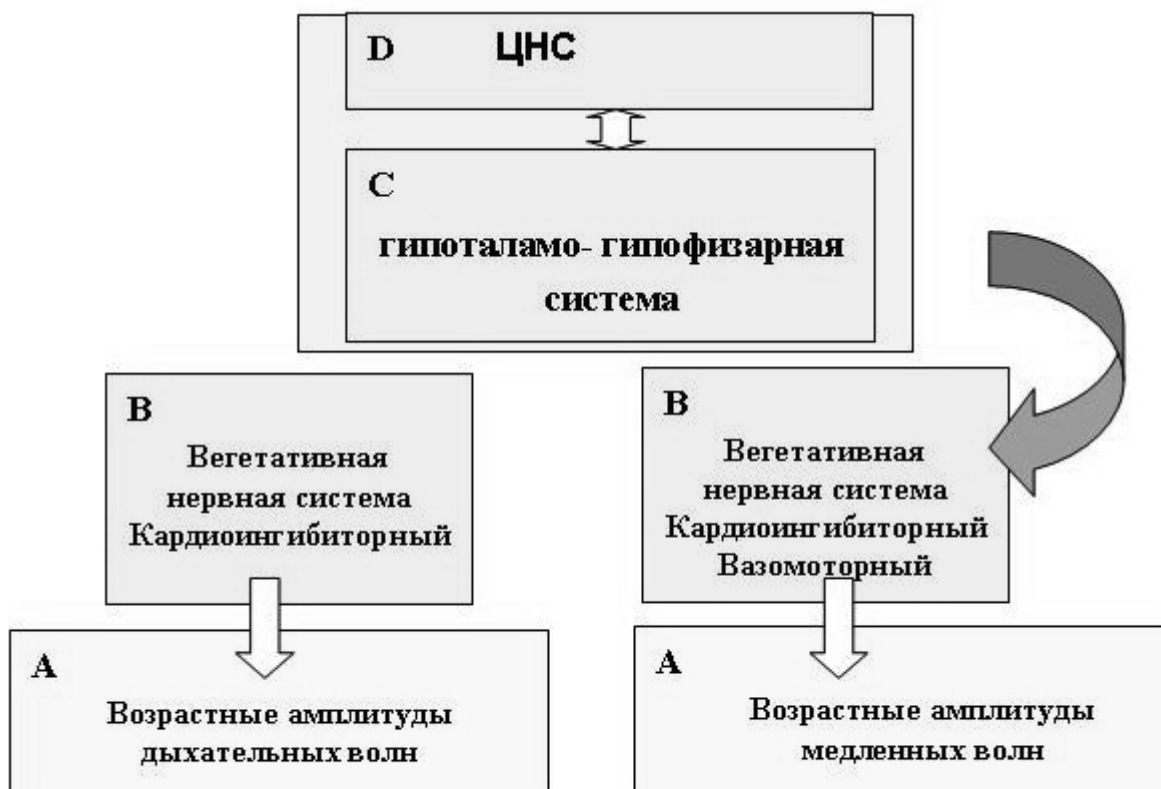 D ЦНС
C
гипоталамо- гипофизарная
система
B
Вегетативная
нервная система
Кардиоингибиторный
B
Вегетативная
нервная система
Кардиоингибиторный
Вазомоторный
A
Возрастные амплитуды
дыхательных волн
A
Возрастные амплитуды
медленных волн